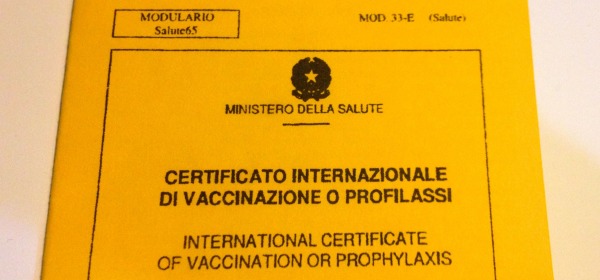 MODULARIO
Salute65
MOD. 33-E (Salute)
MINISTERO DELLA SALUTE
CERTIFICATO INTERNAZIONALE
DI VACCINAZIONE O PROFILASSI
INTERNATIONAL CERTIFICATE
OF VACCINATION OR PROPHYLAXIS